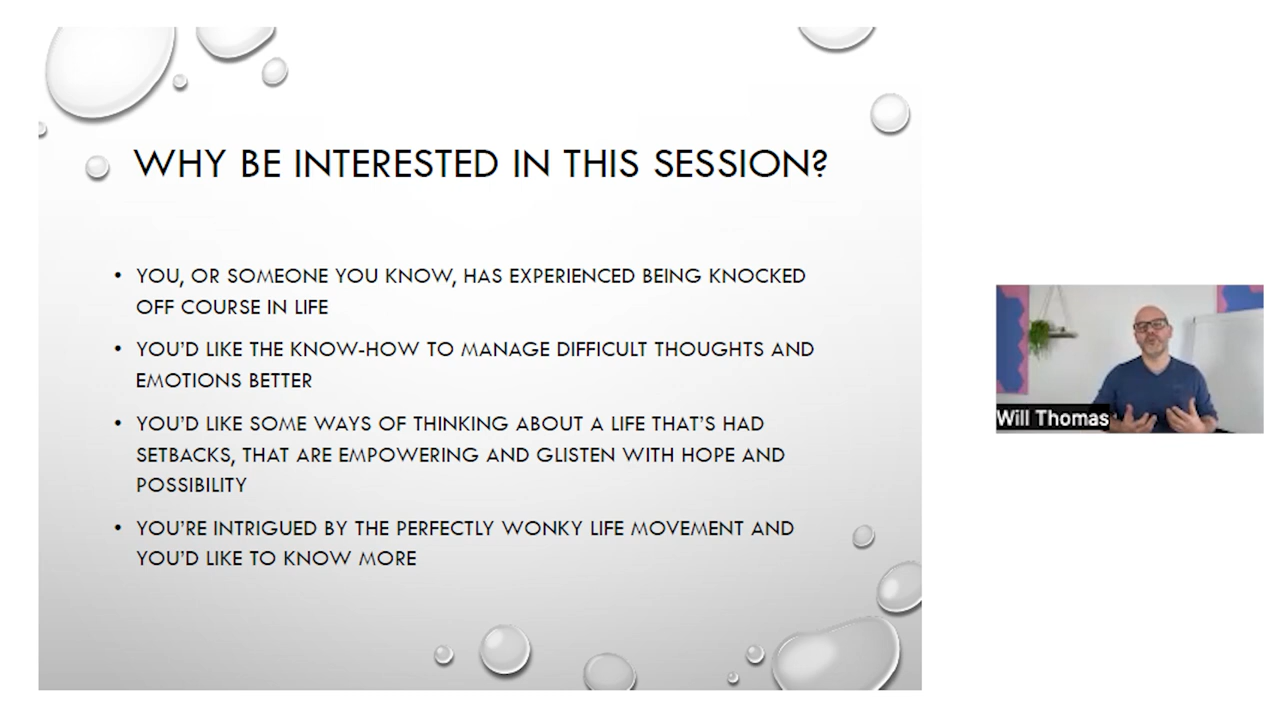 WHY BE INTERESTED IN THIS SESSION?
• YOU, OR SOMEONE YOU KNOW, HAS EXPERIENCED BEING KNOCKED
OFF COURSE IN LIFE
• YOU'D LIKE THE KNOW-HOW TO MANAGE DIFFICULT THOUGHTS AND
EMOTIONS BETTER
• YOU'D LIKE SOME WAYS OF THINKING ABOUT A LIFE THAT'S HAD
SETBACKS, THAT ARE EMPOWERING AND GLISTEN WITH HOPE AND
POSSIBILITY
• YOU'RE INTRIGUED BY THE PERFECTLY WONKY LIFE MOVEMENT AND
YOU'D LIKE TO KNOW MORE
Will Thomas